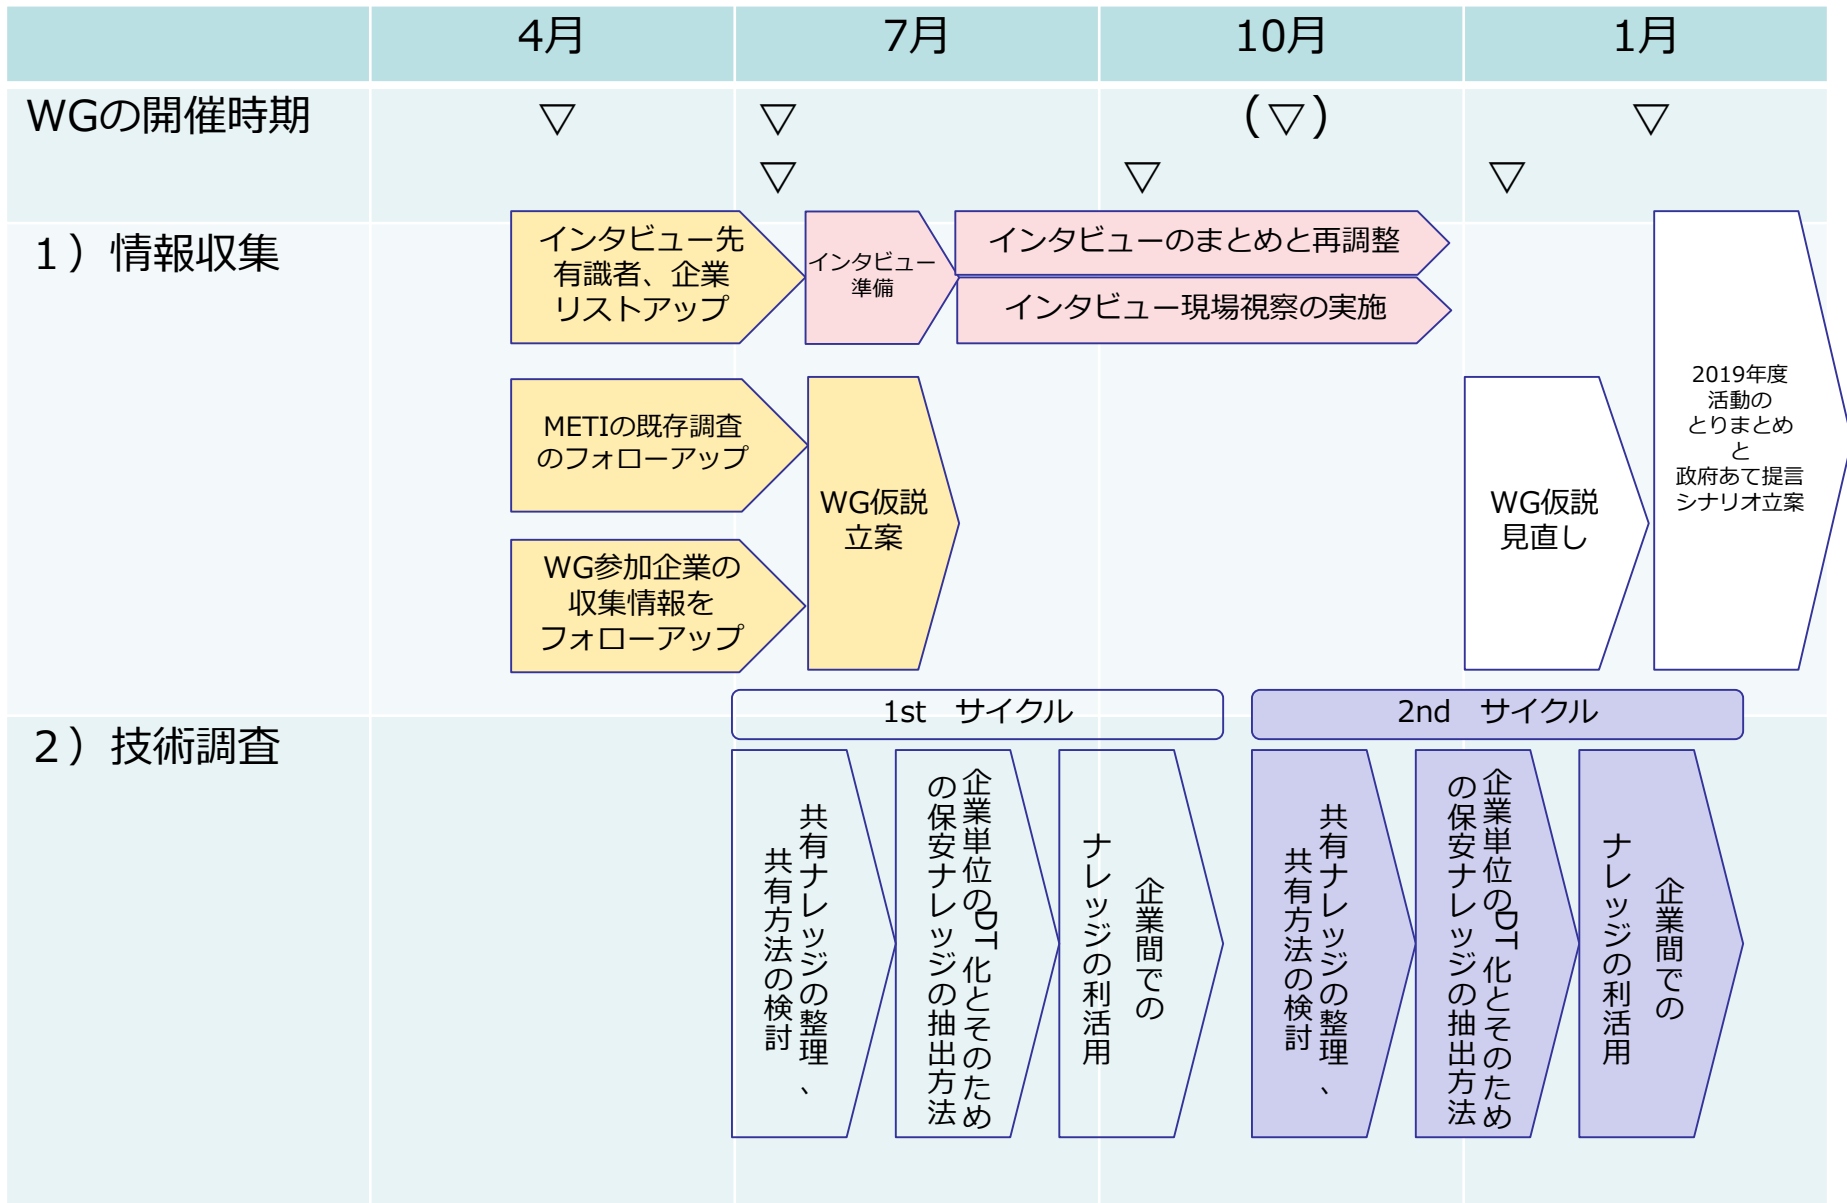 4月
7月
10月
1月
WGの開催時期
▽
▽
(▽)
▽
▽
▽
▽
１）情報収集
インタビュー先
有識者、企業
リストアップ
インタビュー
準備
インタビューのまとめと再調整
インタビュー現場視察の実施
METIの既存調査
のフォローアップ
WG参加企業の
収集情報を
フォローアップ
WG仮説
立案
WG仮説
見直し
2019年度
活動の
とりまとめ
と
政府あて提言
シナリオ立案
1st　サイクル
2nd　サイクル
２）技術調査
共有ナレッジの整理、
共有方法の検討
企業単位のDT化とそのため
の保安ナレッジの抽出方法
企業間での
ナレッジの利活用
共有ナレッジの整理、
共有方法の検討
企業単位のDT化とそのため
の保安ナレッジの抽出方法
企業間での
ナレッジの利活用